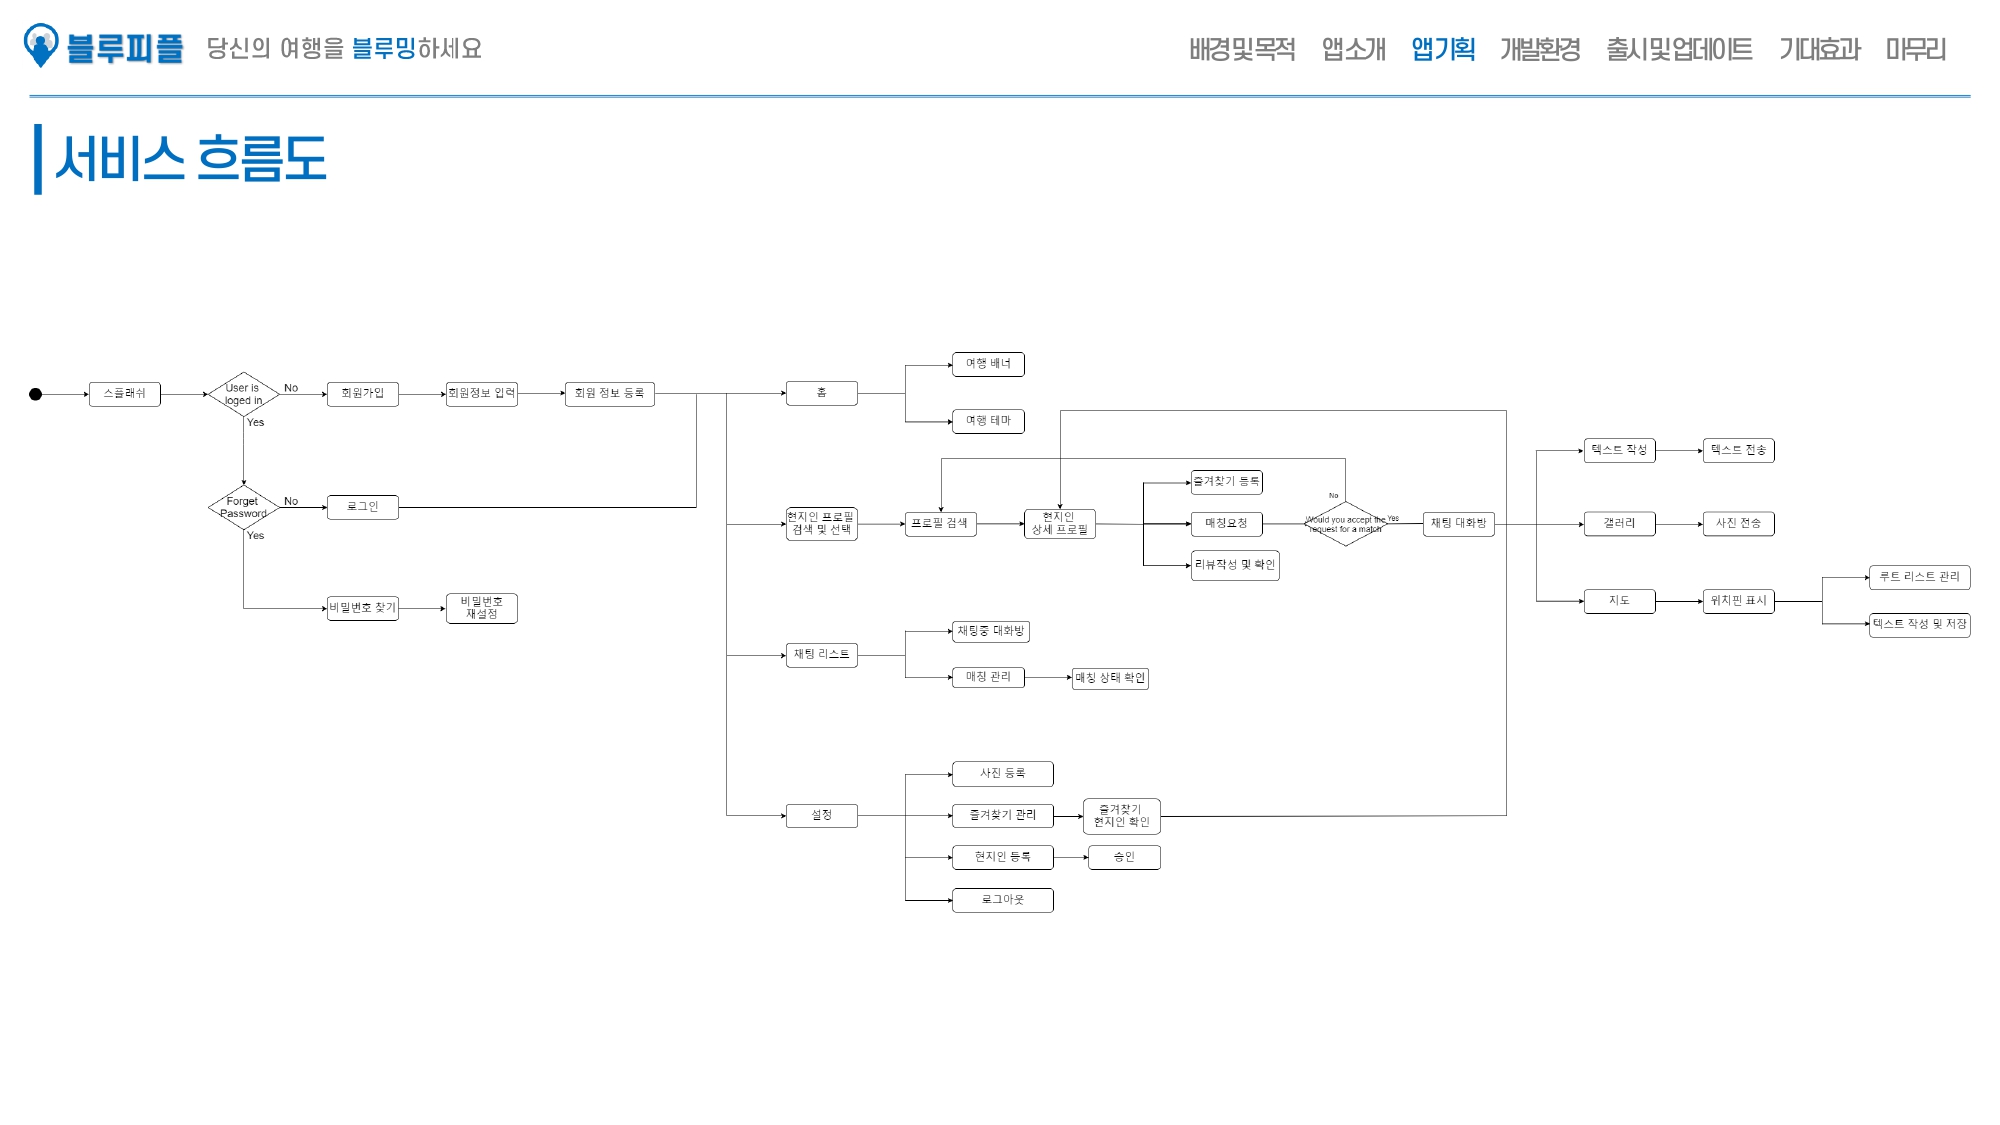 블루피플
당신의 여행을 블루밍하세요
배경및목적 앱소개 앱기획 개발환경 출시및업데이트 기대효과 마무리
서비스 흐름도
스플래쉬
User is
loged in
No
Yes
회원가입
회원정보 입력
회원 정보 등록
Forget
Password
No
Yes
로그인
비밀번호 찾기
비밀번호
재설점
홈
여행 배너
여행 테마
현지인 프로필
검색 및 선택
프로필 검색
현지인
상세 프로필
즐겨찾기 등록
매칭요청
리뷰작성 및 확인
Would you accept the
request for a match
No
Yes
채팅 대화방
텍스트 작성
텍스트 전송
갤러리
사진 전송
지도
위치핀 표시
루트 리스트 관리
텍스트 작성 및 저장
채팅 리스트
채팅중 대화방
매칭 관리
매칭 상태 확인
설정
사진 등록
즐겨찾기 관리
즐겨찾기
현지인 확인
현지인 등록
승인
로그아웃